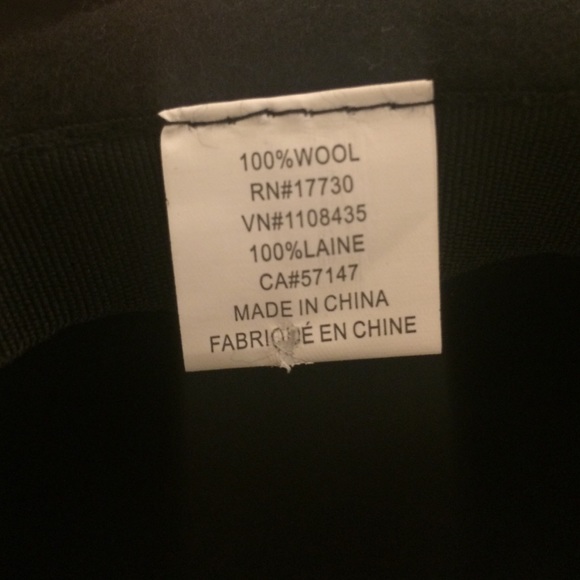 100%WOOL
RN#17730
VN#1108435
100%LAINE
CA#57147
MADE IN CHINA
FABRIQUÉ EN CHINE